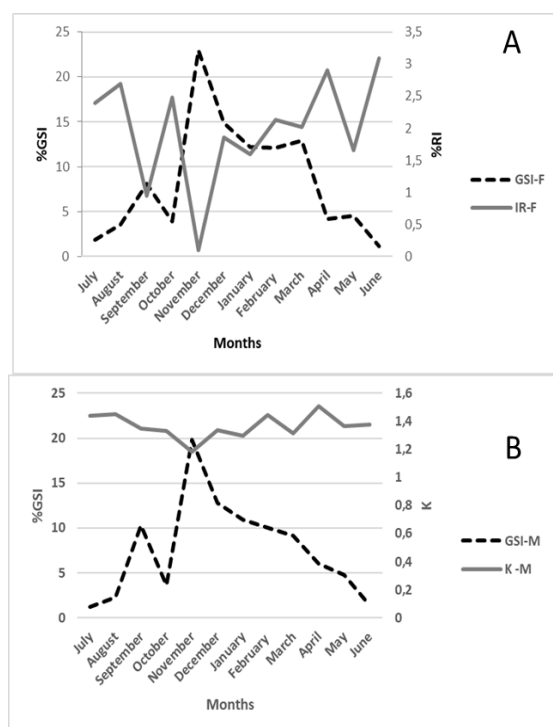 A
25
20
15
10
5
0
%GSI
3,5
3
2,5
2
1,5
1
0,5
0
%RI
GSI-F
IR-F
July
August
September
October
November
December
January
February
March
April
May
June
Months
B
25
20
15
10
5
0
%GSI
1,6
1,4
1,2
1
0,8
0,6
0,4
0,2
0
K
GSI-M
K -M
July
August
September
October
November
December
January
February
March
April
May
June
Months